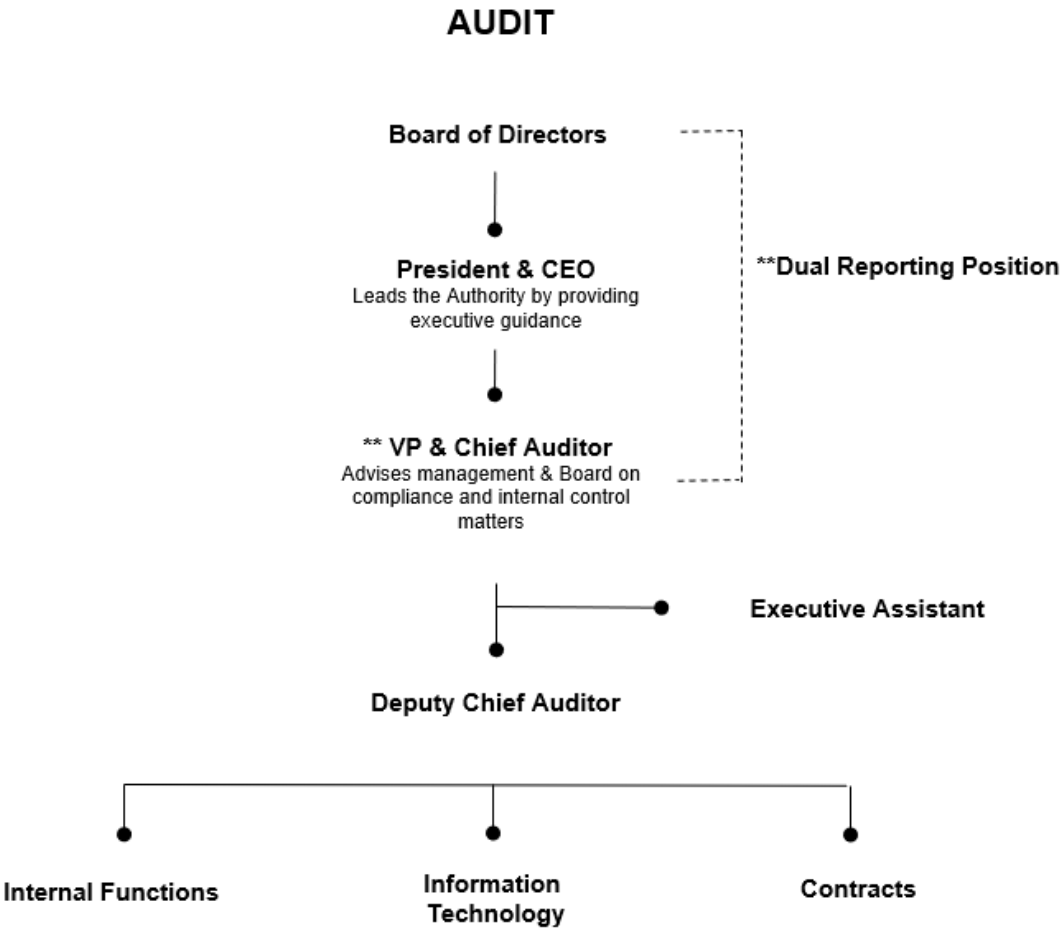 AUDIT
Board of Directors
President & CEO
Leads the Authority by providing
executive guidance
**Dual Reporting Position
** VP & Chief Auditor
Advises management & Board on
compliance and internal control
matters
Executive Assistant
Deputy Chief Auditor
Internal Functions
Information
Technology
Contracts